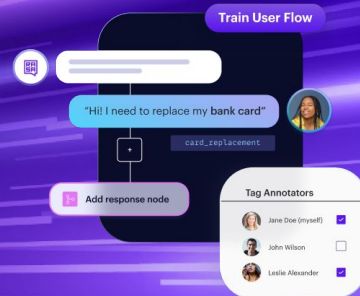 Train User Flow
RASA
“Hi! I need to replace my bank card”
card_replacement
+
Add response node
Tag Annotators
Jane Doe (myself)
John Wilson
Leslie Alexander